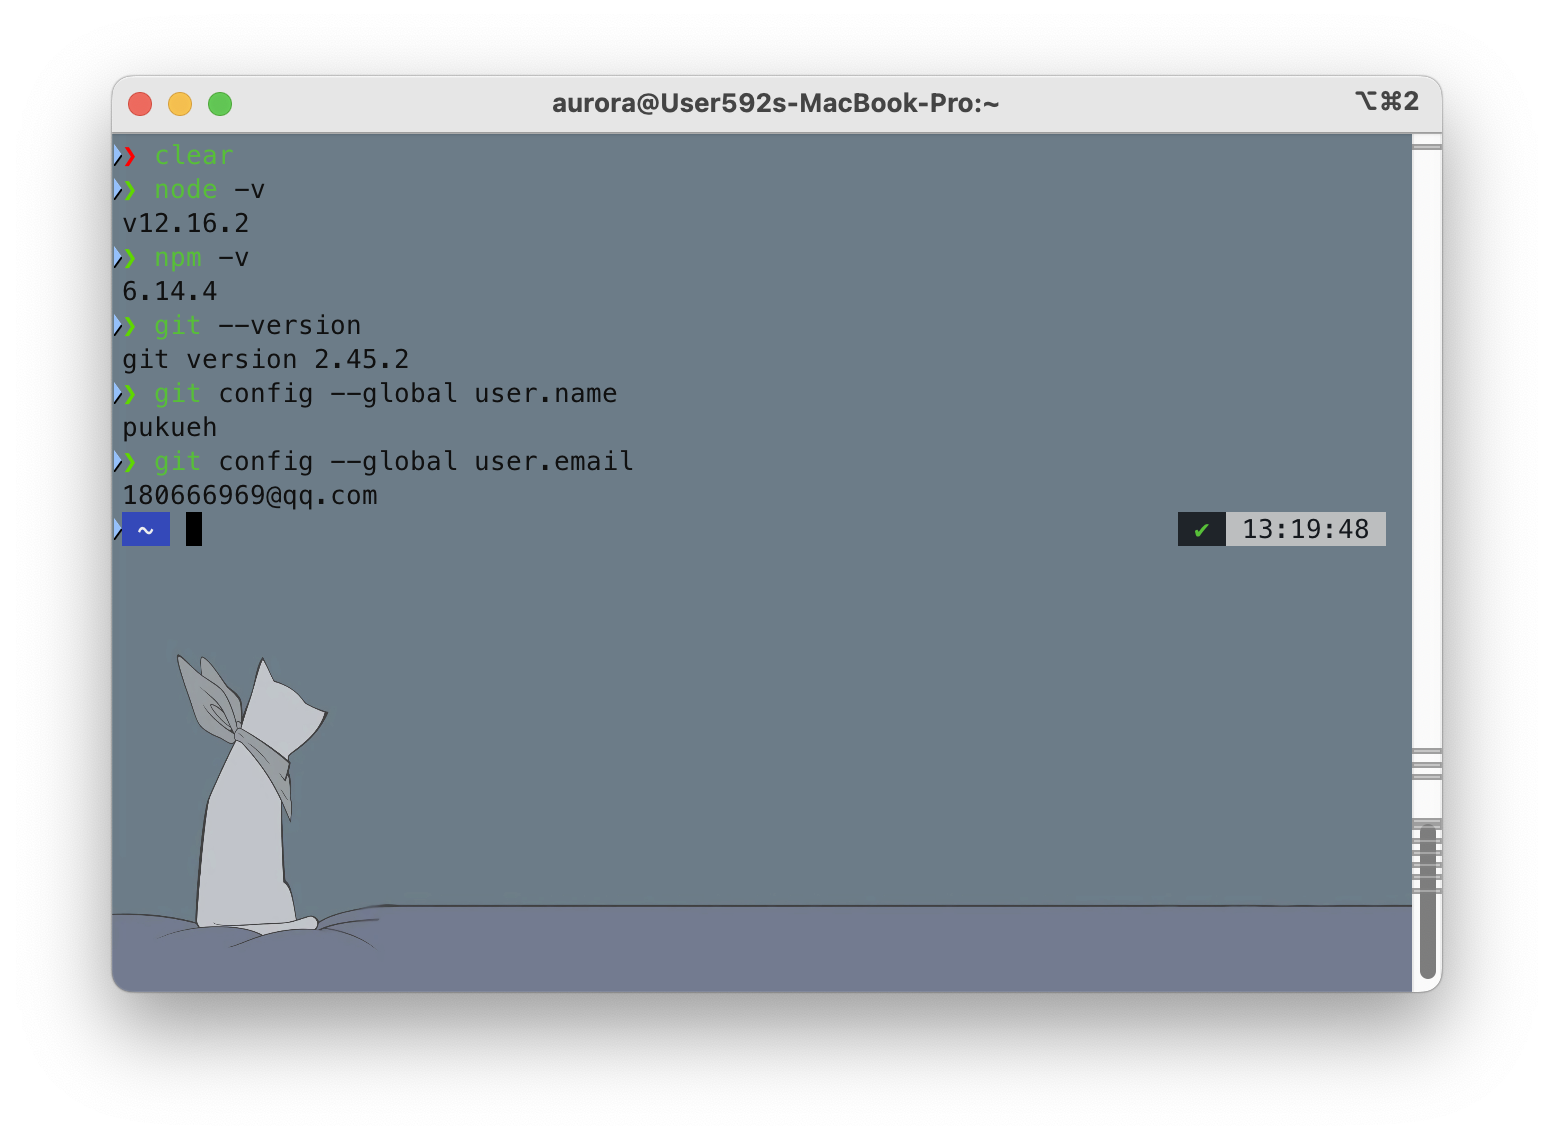 aurora@User592s-MacBook-Pro:~
⌥⌘2
❯ clear
❯ node -v
v12.16.2
❯ npm -v
6.14.4
❯ git --version
git version 2.45.2
❯ git config --global user.name
pukueh
❯ git config --global user.email
180666969@qq.com
~ ✔ 13:19:48